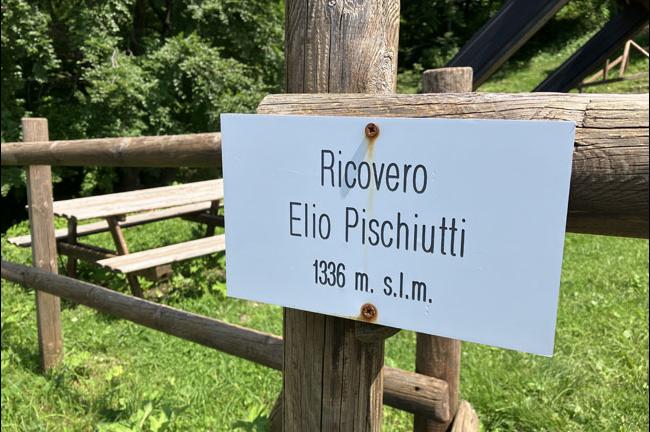 Ricovero
Elio Pischiutti
1336 m. s.l.m.